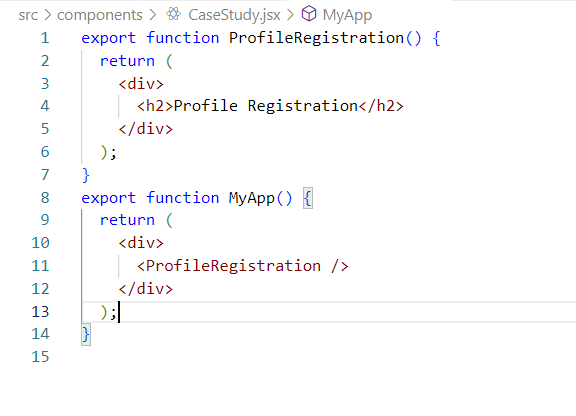 src > components > CaseStudy.jsx > MyApp
1 export function ProfileRegistration() {
2   return (
3     <div>
4       <h2>Profile Registration</h2>
5     </div>
6   );
7 }
8 export function MyApp() {
9   return (
10     <div>
11       <ProfileRegistration />
12     </div>
13   );
14 }
15